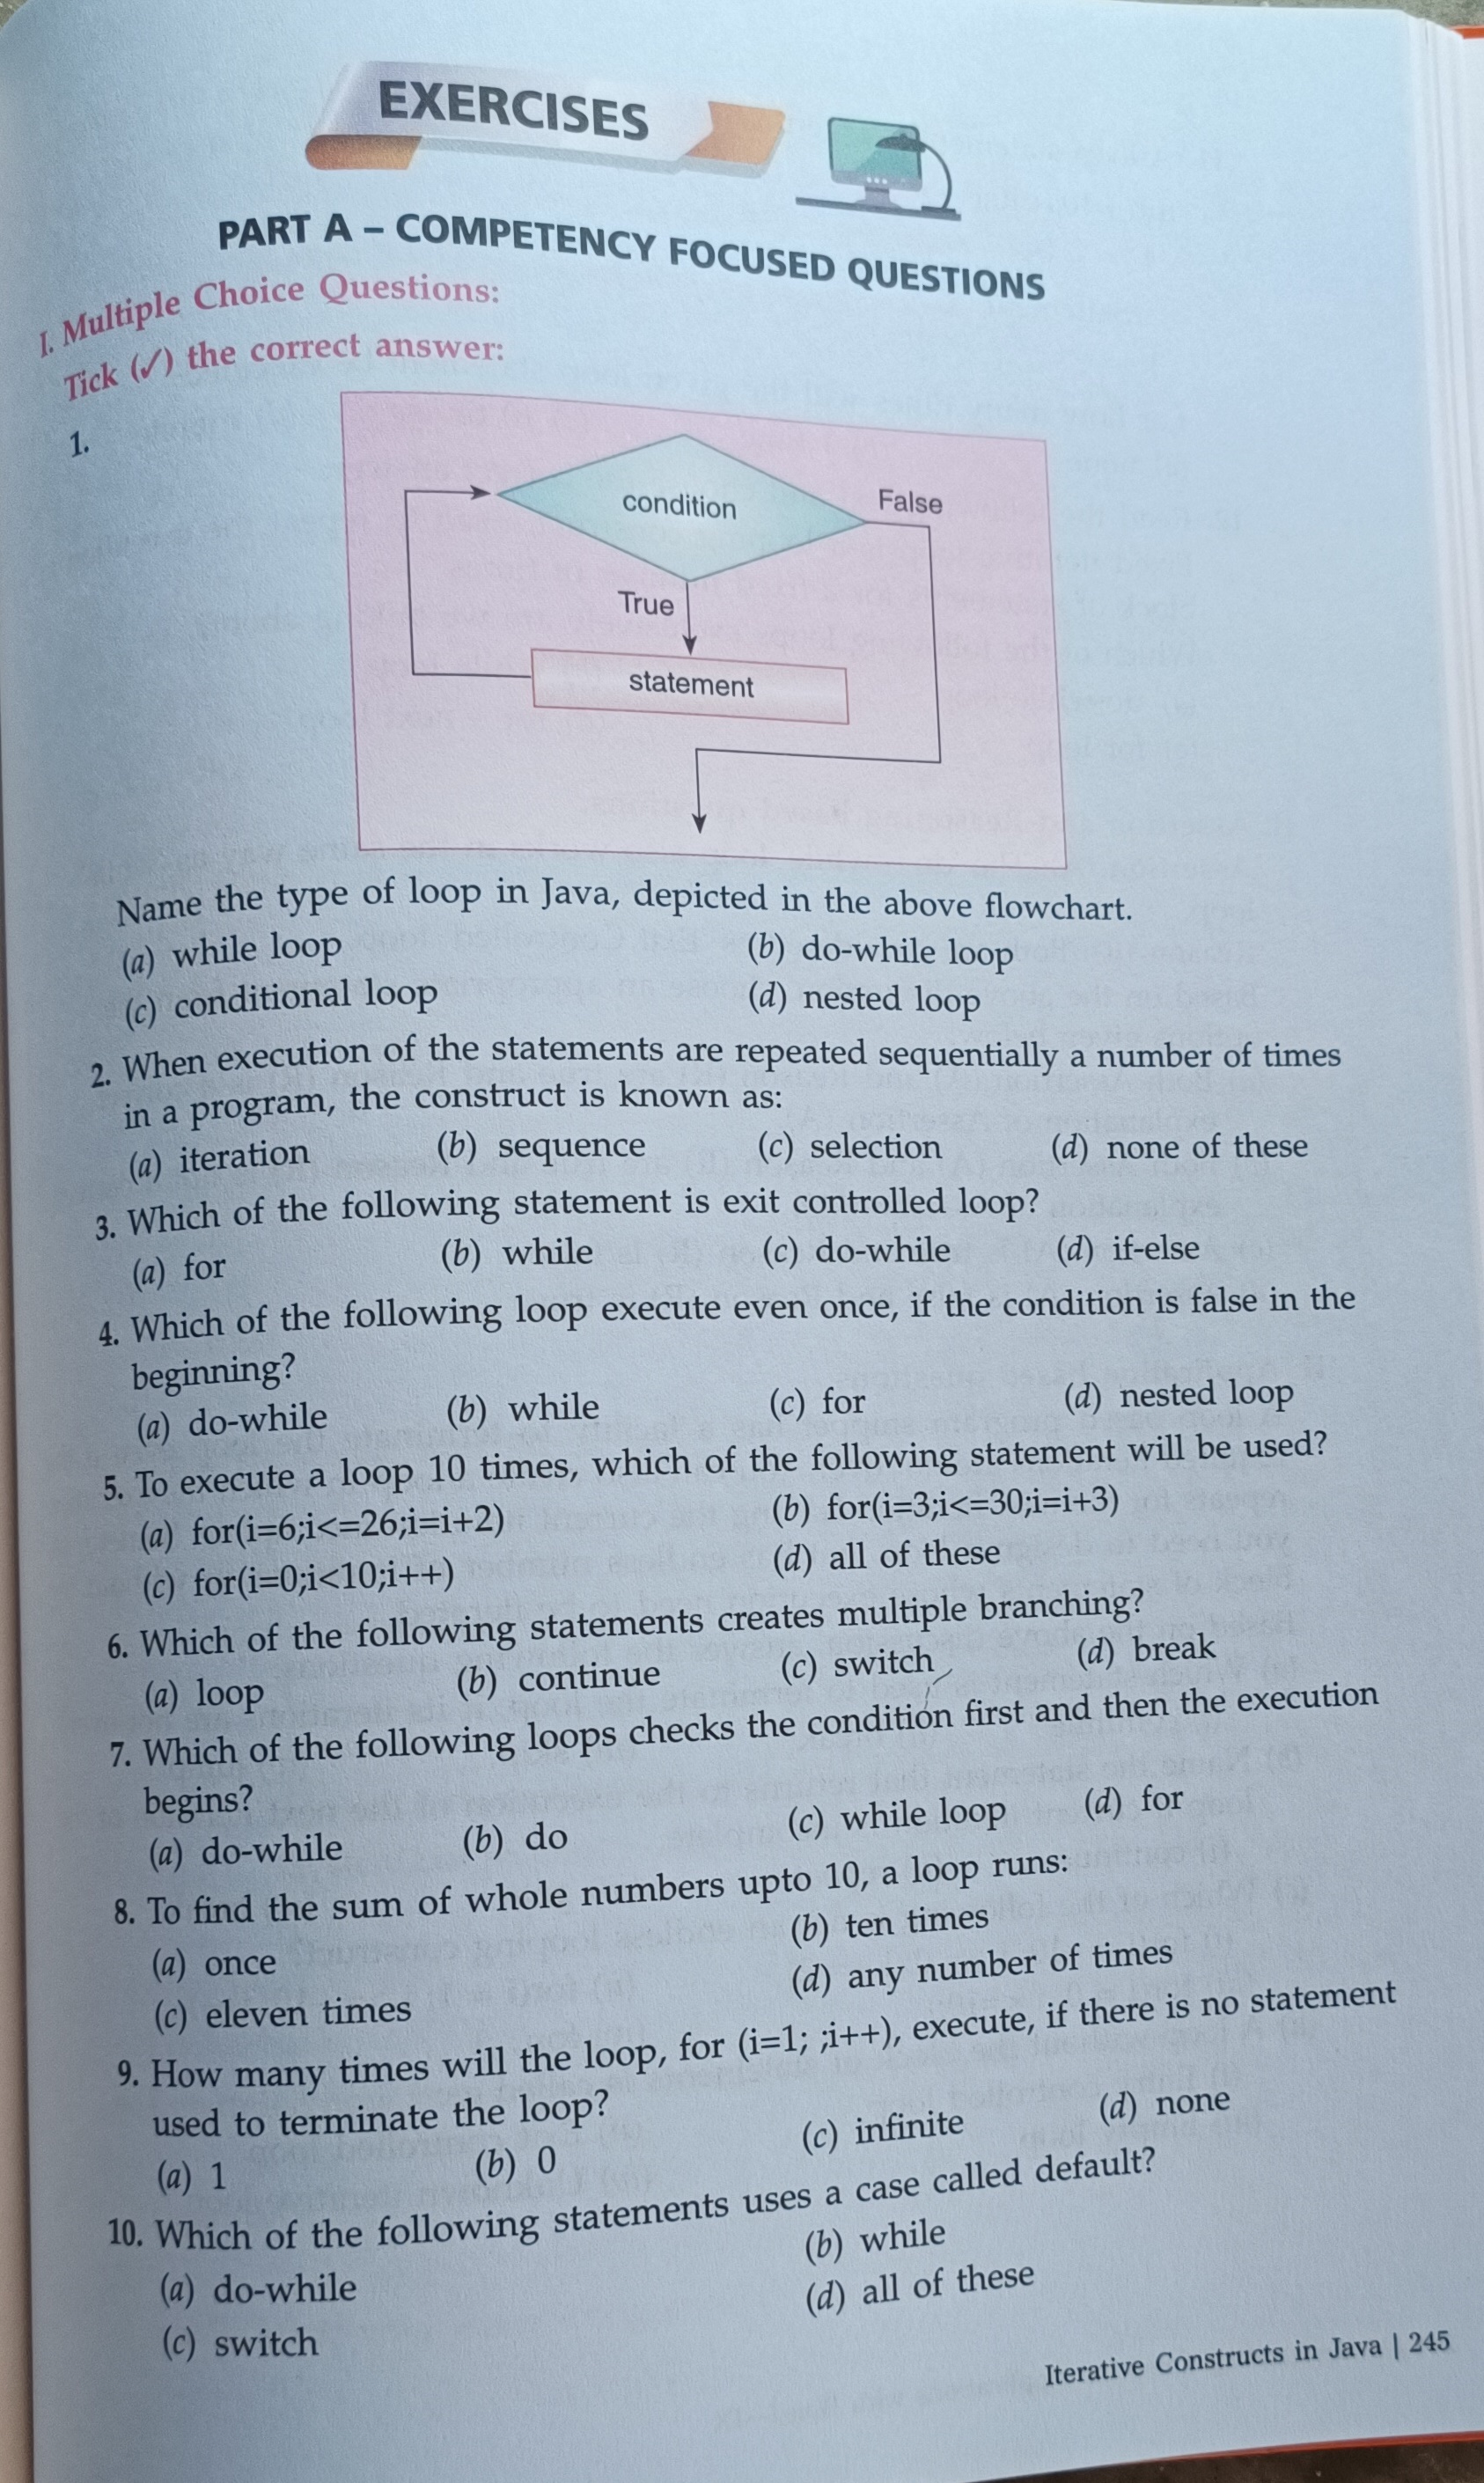 EXERCISES
PART A – COMPETENCY FOCUSED QUESTIONS
I. Multiple Choice Questions:
Tick (✓) the correct answer:
1.
condition
False
True
statement
Name the type of loop in Java, depicted in the above flowchart.
(a) while loop (b) do-while loop
(c) conditional loop (d) nested loop
2. When execution of the statements are repeated sequentially a number of times
in a program, the construct is known as:
(a) iteration (b) sequence (c) selection (d) none of these
3. Which of the following statement is exit controlled loop?
(a) for (b) while (c) do-while (d) if-else
4. Which of the following loop execute even once, if the condition is false in the
beginning?
(a) do-while (b) while (c) for (d) nested loop
5. To execute a loop 10 times, which of the following statement will be used?
(a) for(i=6;i<=26;i=i+2) (b) for(i=3;i<=30;i=i+3)
(c) for(i=0;i<10;i++) (d) all of these
6. Which of the following statements creates multiple branching?
(a) loop (b) continue (c) switch (d) break
7. Which of the following loops checks the condition first and then the execution
begins?
(a) do-while (b) do (c) while loop (d) for
8. To find the sum of whole numbers upto 10, a loop runs:
(a) once (b) ten times
(c) eleven times (d) any number of times
9. How many times will the loop, for (i=1; ;i++), execute, if there is no statement
used to terminate the loop?
(a) 1 (b) 0 (c) infinite (d) none
10. Which of the following statements uses a case called default?
(a) do-while (b) while
(c) switch (d) all of these
Iterative Constructs in Java | 245